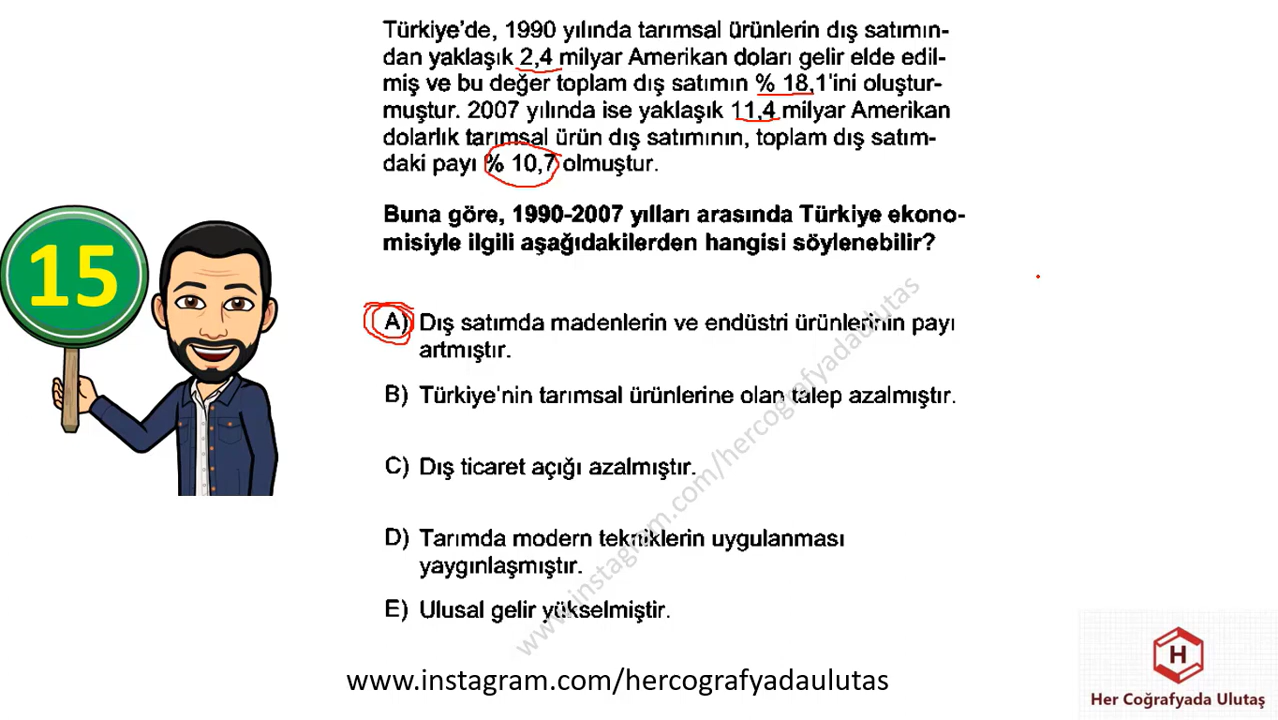 Türkiye'de, 1990 yılında tarımsal ürünlerin dış satımın-
dan yaklaşık 2,4 milyar Amerikan doları gelir elde edil-
miş ve bu değer toplam dış satımın % 18,1'ini oluştur-
muştur. 2007 yılında ise yaklaşık 11,4 milyar Amerikan
dolarlık tarımsal ürün dış satımının, toplam dış satım-
daki payı % 10,7 olmuştur.
Buna göre, 1990-2007 yılları arasında Türkiye ekono-
misiyle ilgili aşağıdakilerden hangisi söylenebilir?
15
A) Dış satımda madenlerin ve endüstri ürünlerinin payı
artmıştır.
B) Türkiye'nin tarımsal ürünlerine olan talep azalmıştır.
C) Dış ticaret açığı azalmıştır.
D) Tarımda modern tekniklerin uygulanması
yaygınlaşmıştır.
E) Ulusal gelir yükselmiştir.
www.instagram.com/hercografyadaulutas
www.instagram.com/hercografyadaulutas
H
Her Coğrafyada Ulutaş